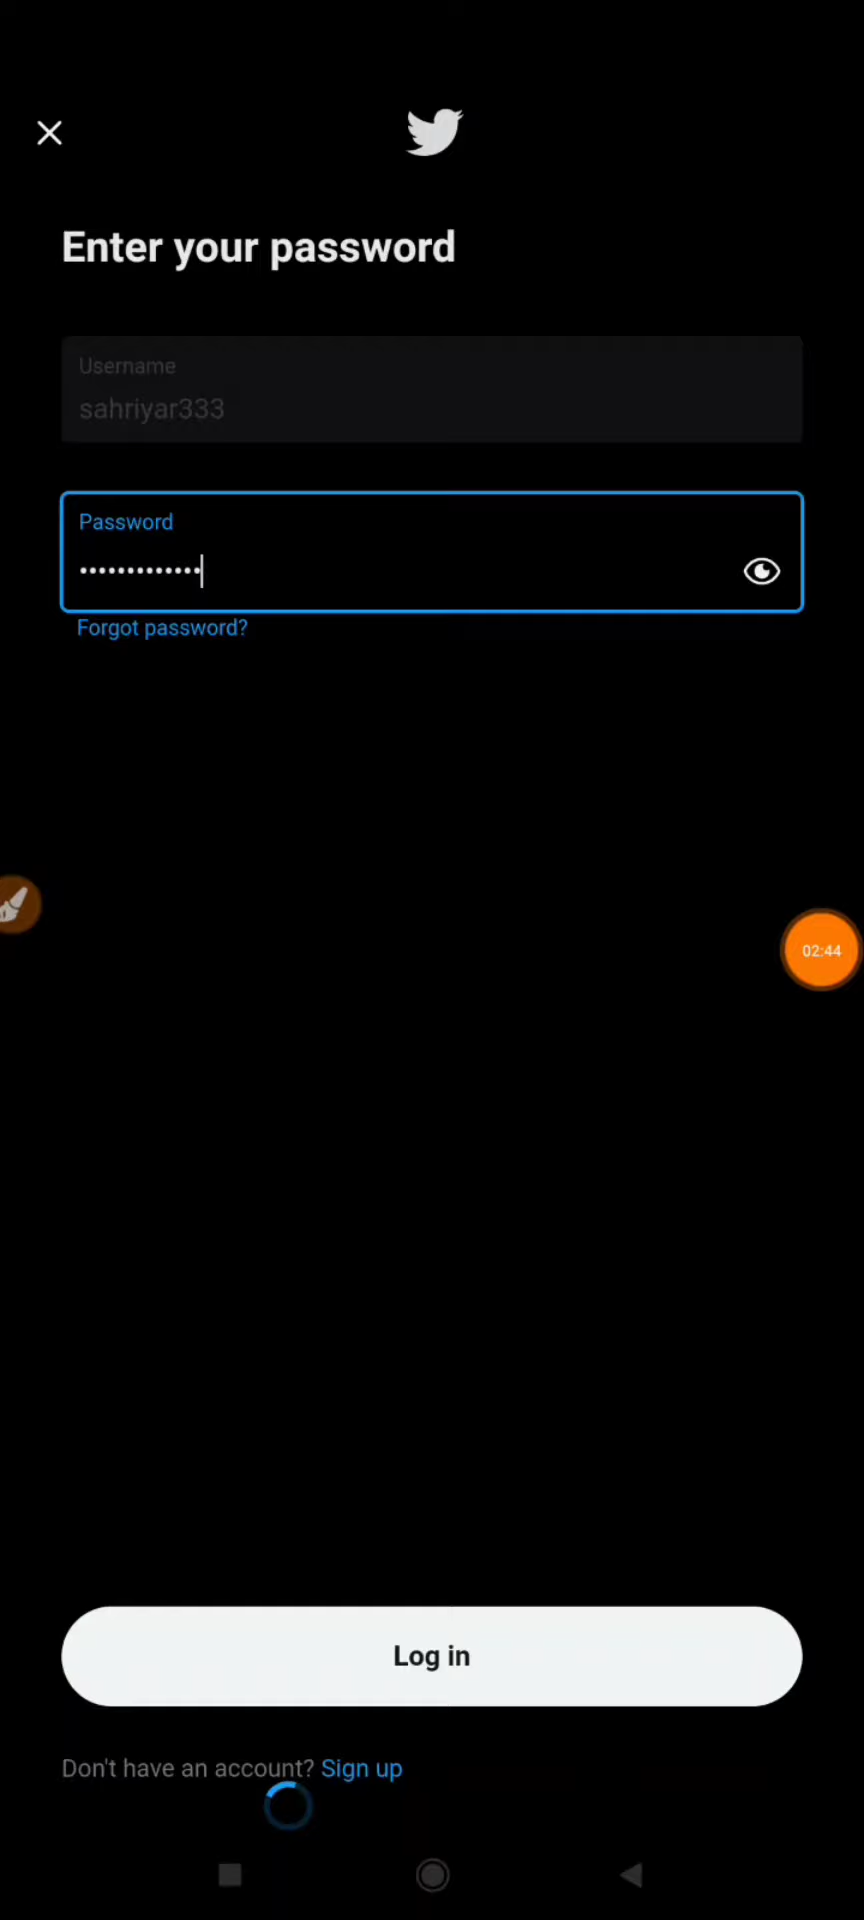 Enter your password
Username
sahriyar333
Password
•••••••••••••
Forgot password?
02:44
Log in
Don't have an account? Sign up